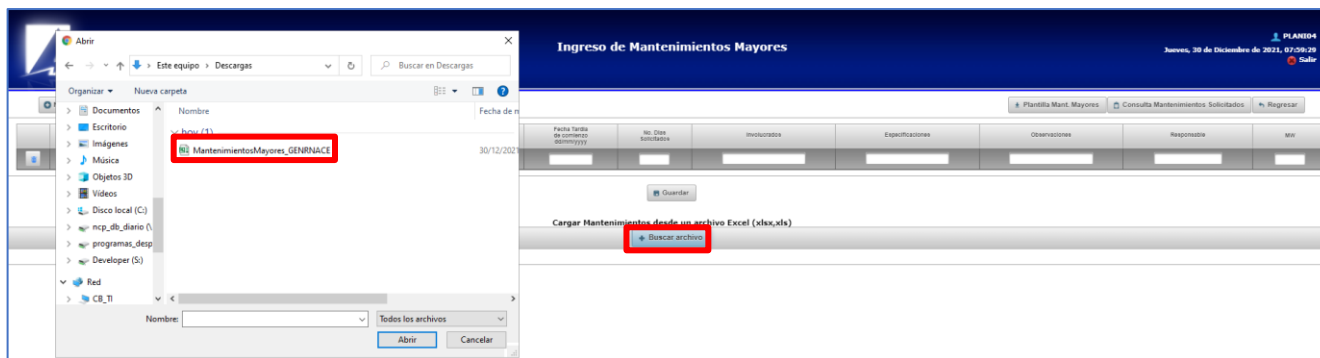 Abrir
Ingreso de Mantenimientos Mayores
PLANI04
Jueves, 30 de Diciembre de 2021, 07:59:29
Salir
Este equipo > Descargas
Buscar en Descargas
Organizar
Nueva carpeta
Plantilla Mant. Mayores
Consulta Mantenimientos Solicitados
Regresar
Documentos
Nombre
Fecha de
Escritorio
hoy (1)
Imágenes
MantenimientosMayores_GENRNACE
30/12/2021
Música
Objetos 3D
Vídeos
Disco local (C:)
ncp_db_diario (\
programas_desp
Developer (S:)
Red
CB_TI
Fecha Tardía de comienzo dd/mm/yyyy
No. Dias Solicitados
Involucrados
Especificaciones
Observaciones
Responsable
MW
Guardar
Cargar Mantenimientos desde un archivo Excel (xlsx,xls)
Buscar archivo
Nombre:
Todos los archivos
Abrir
Cancelar